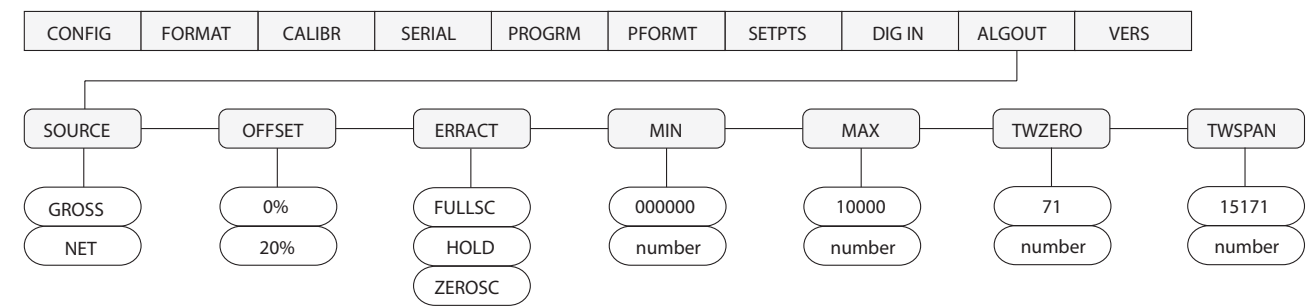 CONFIG FORMAT CALIBR SERIAL PROGRM PFORMT SETPTS DIG IN ALGOUT VERS
SOURCE OFFSET ERRACT MIN MAX TWZERO TWSPAN
GROSS 0% FULLSC 000000 10000 71 15171
NET 20% HOLD number number number number
ZEROSC